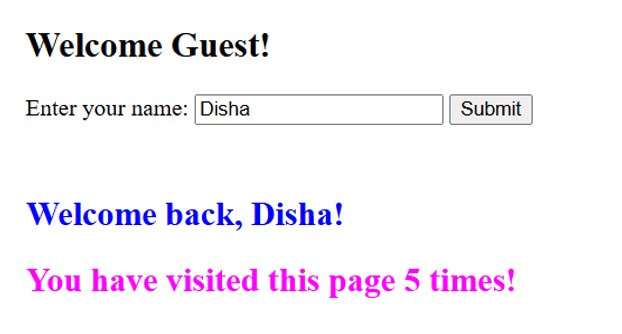 Welcome Guest!
Enter your name: Disha Submit
Welcome back, Disha!
You have visited this page 5 times!